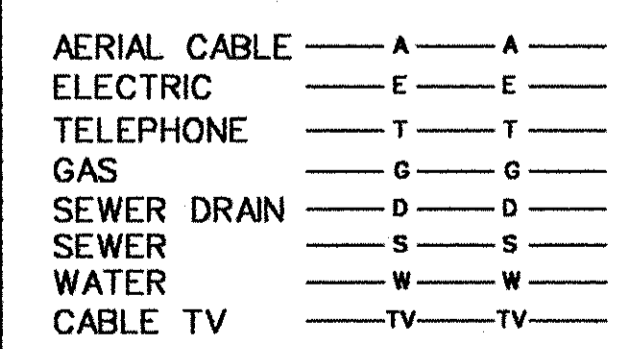 AERIAL CABLE A A
ELECTRIC E E
TELEPHONE T T
GAS G G
SEWER DRAIN D D
SEWER S S
WATER W W
CABLE TV TV TV